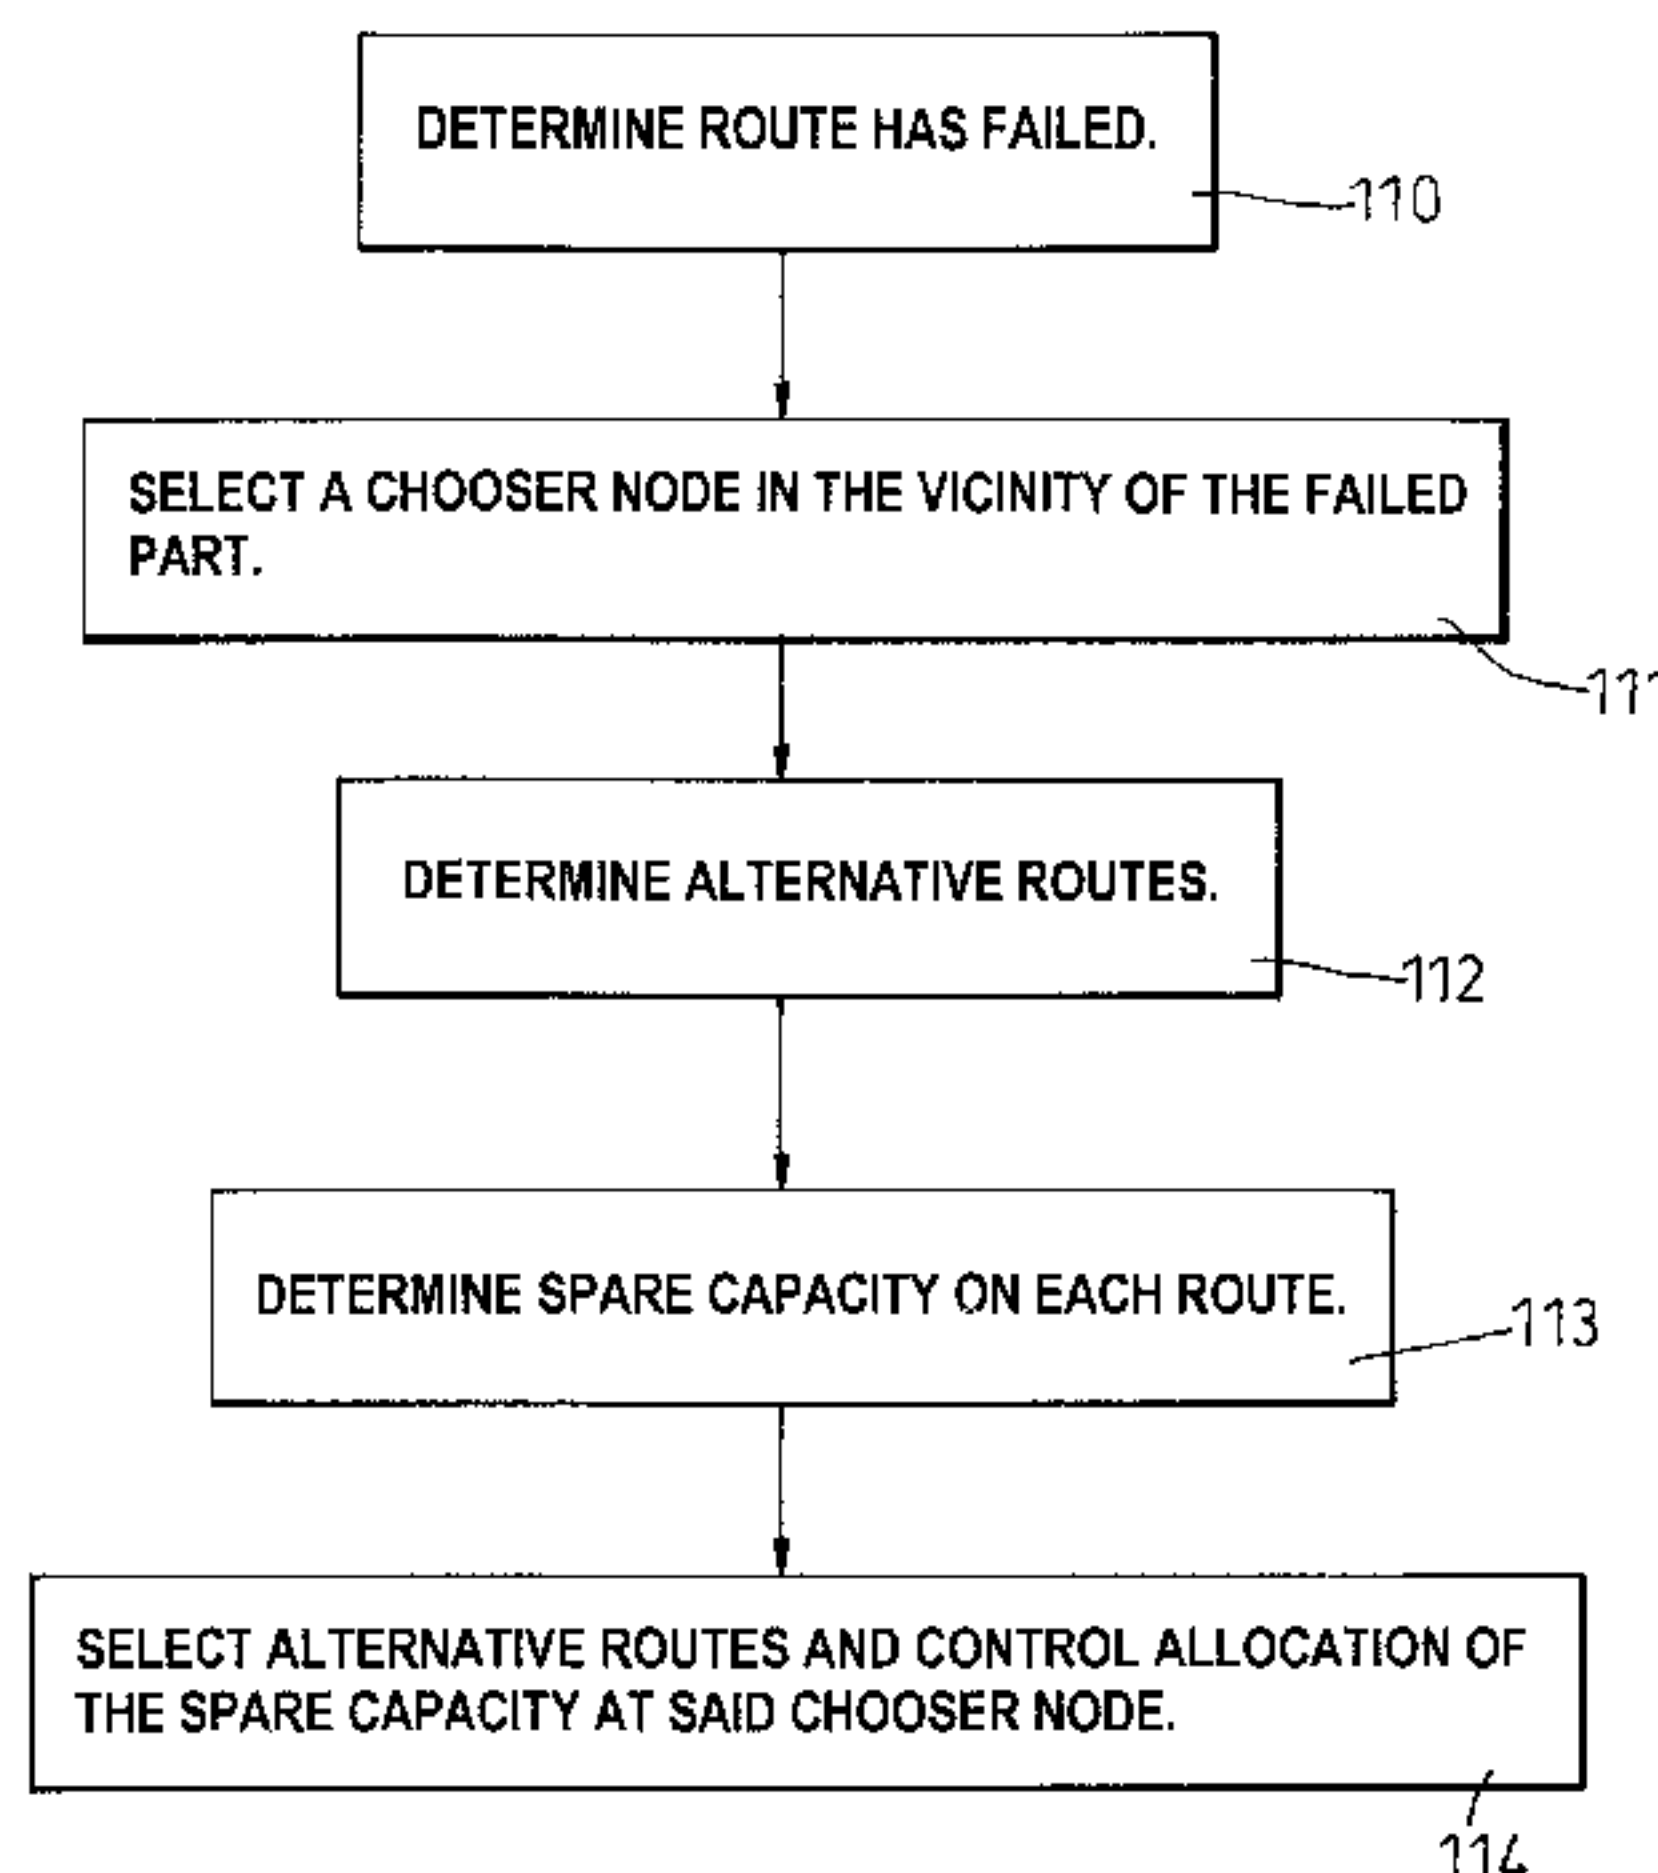 DETERMINE ROUTE HAS FAILED.
110
SELECT A CHOOSER NODE IN THE VICINITY OF THE FAILED
PART.
111
DETERMINE ALTERNATIVE ROUTES.
112
DETERMINE SPARE CAPACITY ON EACH ROUTE.
113
SELECT ALTERNATIVE ROUTES AND CONTROL ALLOCATION OF
THE SPARE CAPACITY AT SAID CHOOSER NODE.
114